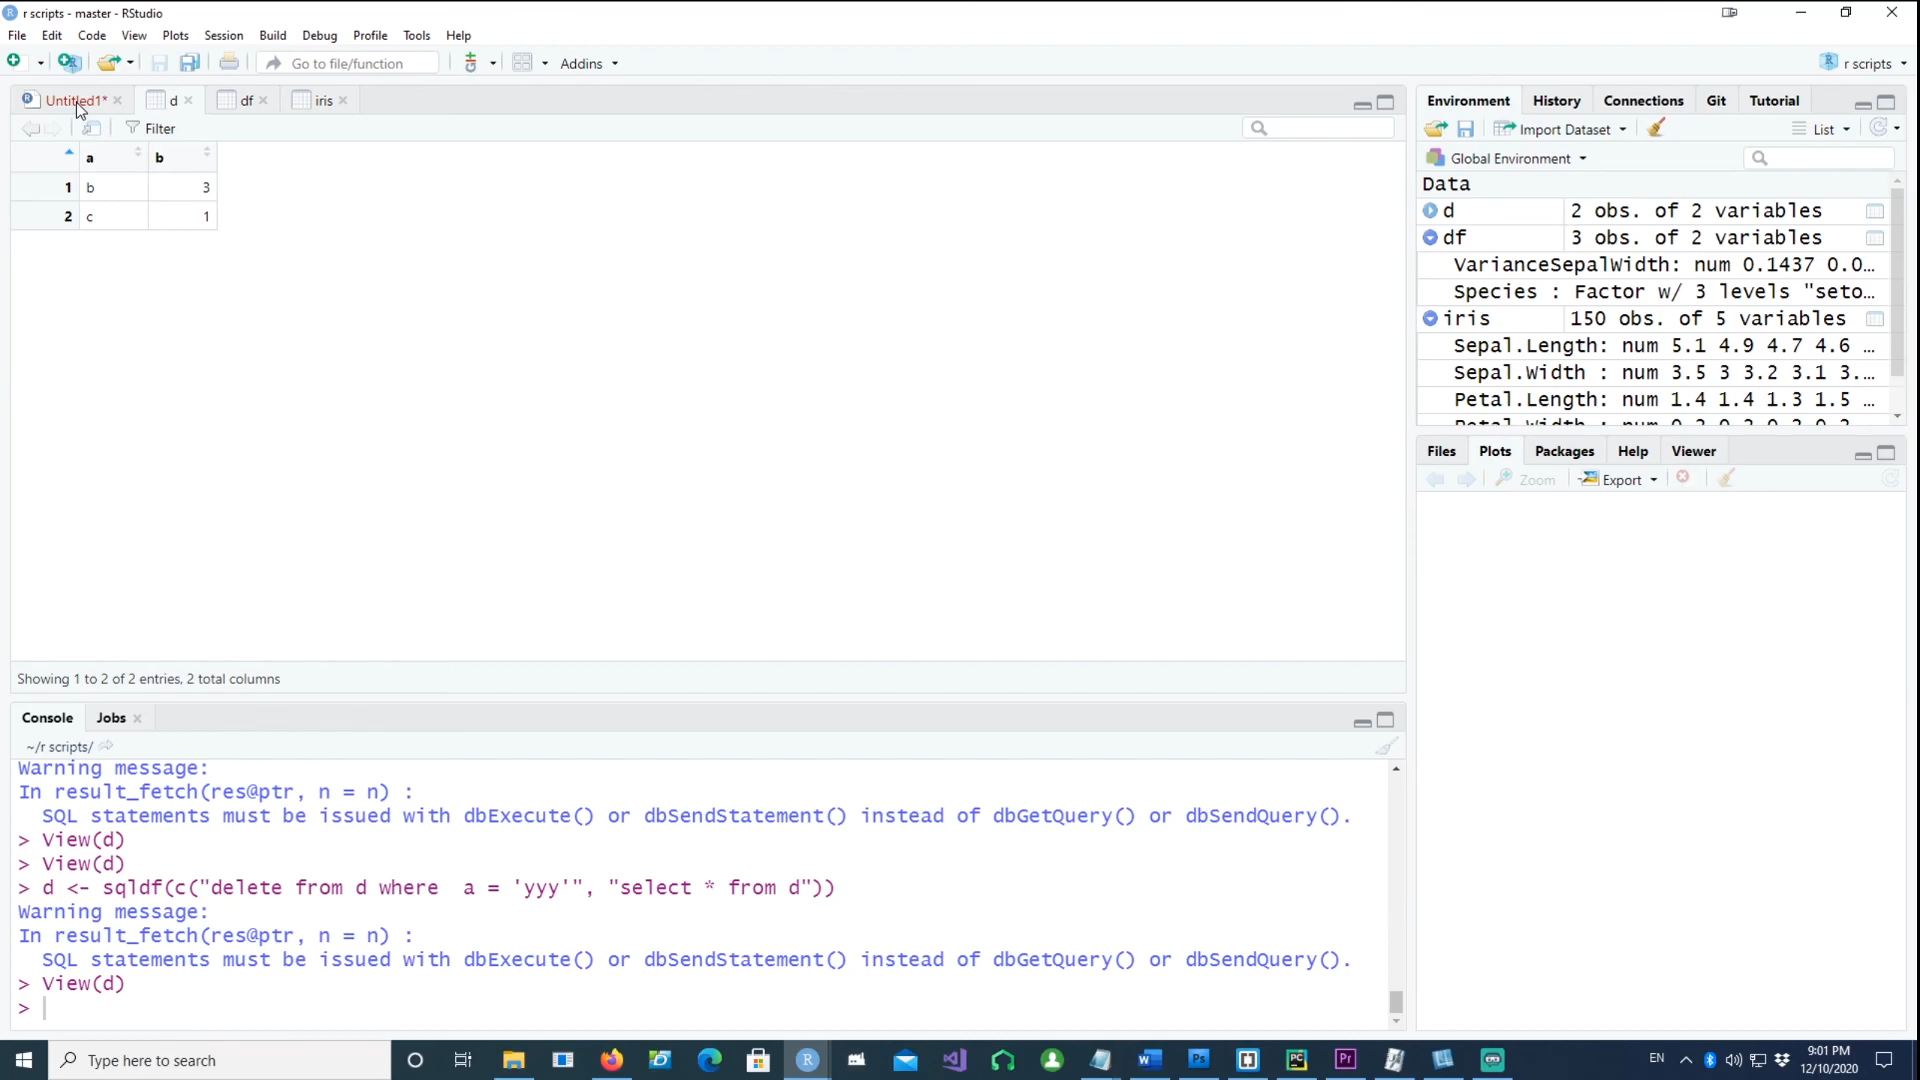 r scripts - master - RStudio
File Edit Code View Plots Session Build Debug Profile Tools Help
Go to file/function Addins r scripts
Untitled1* d df iris
Filter
a b
1 b 3
2 c 1
Showing 1 to 2 of 2 entries, 2 total columns
Console Jobs
~/r scripts/
Warning message:
In result_fetch(res@ptr, n = n) :
SQL statements must be issued with dbExecute() or dbSendStatement() instead of dbGetQuery() or dbSendQuery().
> View(d)
> View(d)
> d <- sqldf(c("delete from d where  a = 'yyy'", "select * from d"))
Warning message:
In result_fetch(res@ptr, n = n) :
SQL statements must be issued with dbExecute() or dbSendStatement() instead of dbGetQuery() or dbSendQuery().
> View(d)
>
Environment History Connections Git Tutorial
Import Dataset List
Global Environment
Data
d 2 obs. of 2 variables
df 3 obs. of 2 variables
VarianceSepalWidth: num 0.1437 0.0…
Species : Factor w/ 3 levels "seto…
iris 150 obs. of 5 variables
Sepal.Length: num 5.1 4.9 4.7 4.6 …
Sepal.Width : num 3.5 3 3.2 3.1 3.…
Petal.Length: num 1.4 1.4 1.3 1.5 …
Files Plots Packages Help Viewer
Zoom Export
Type here to search
EN
9:01 PM
12/10/2020